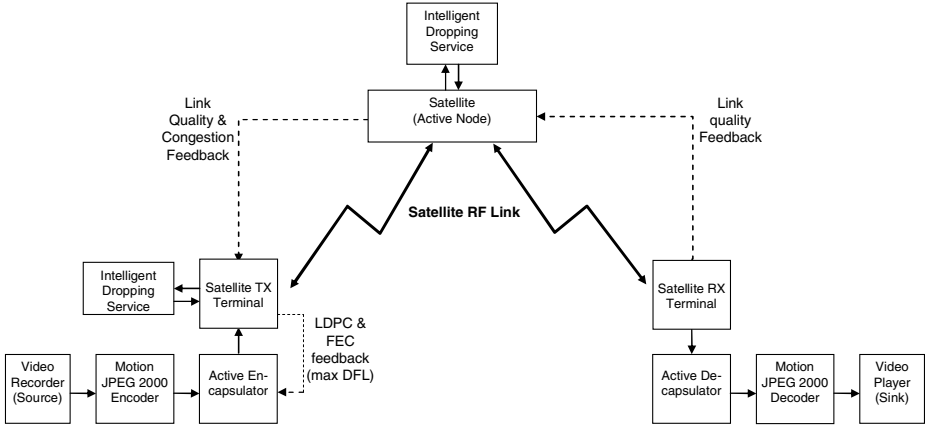 Intelligent
Dropping
Service
Satellite
(Active Node)
Link
Quality &
Congestion
Feedback
Link
quality
Feedback
Satellite RF Link
Intelligent
Dropping
Service
Satellite TX
Terminal
Satellite RX
Terminal
LDPC &
FEC
feedback
(max DFL)
Video
Recorder
(Source)
Motion
JPEG 2000
Encoder
Active En-
capsulator
Active De-
capsulator
Motion
JPEG 2000
Decoder
Video
Player
(Sink)